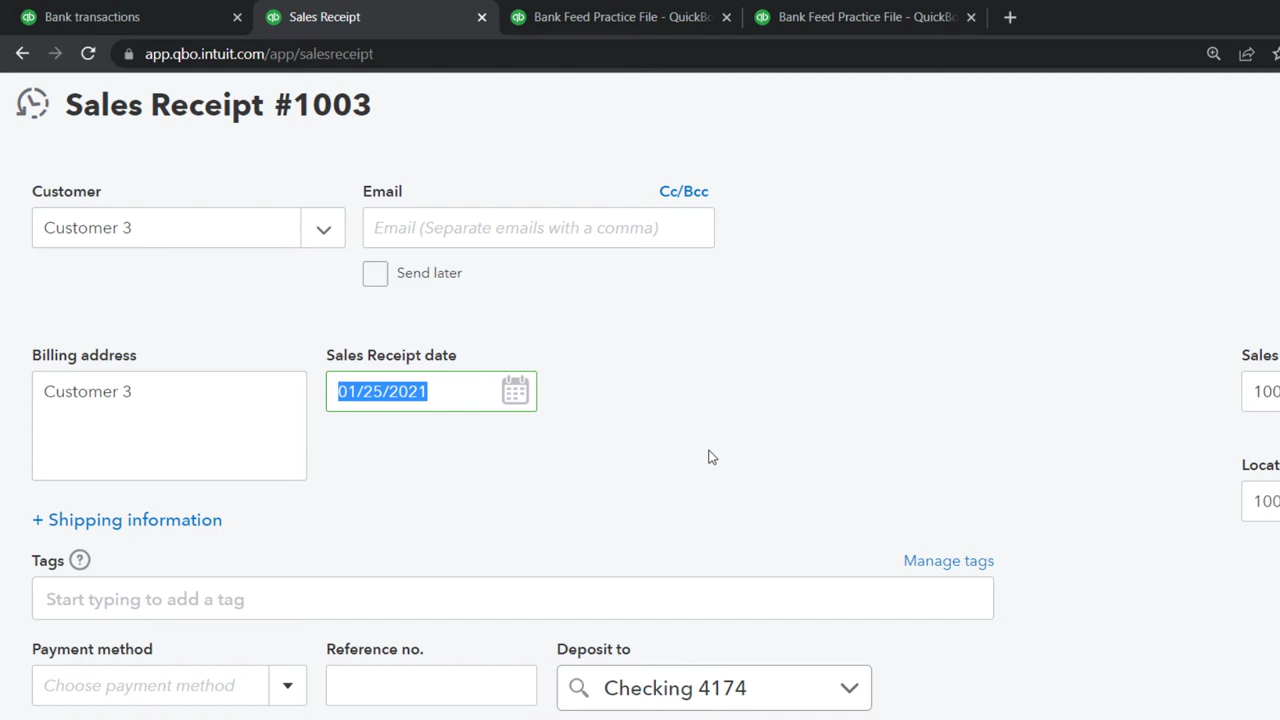 Bank transactions
Sales Receipt
Bank Feed Practice File - QuickBo
Bank Feed Practice File - QuickBo
app.qbo.intuit.com/app/salesreceipt
Sales Receipt #1003
Customer
Email
Cc/Bcc
Customer 3
Email (Separate emails with a comma)
Send later
Billing address
Sales Receipt date
Sales
Customer 3
01/25/2021
100
Locat
100
+ Shipping information
Tags ?
Manage tags
Start typing to add a tag
Payment method
Reference no.
Deposit to
Choose payment method
Checking 4174